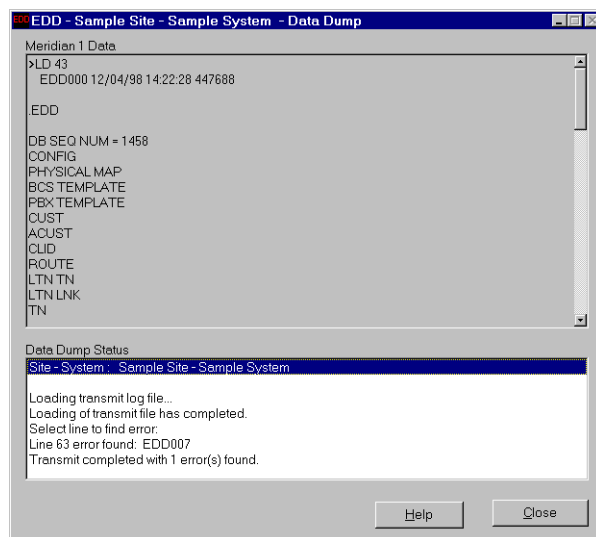 EDD EDD - Sample Site - Sample System - Data Dump
Meridian 1 Data
>LD 43
EDD000 12/04/98 14:22:28 447688
.EDD
DB SEQ NUM = 1458
CONFIG
PHYSICAL MAP
BCS TEMPLATE
PBX TEMPLATE
CUST
ACUST
CLID
ROUTE
LTN TN
LTN LNK
TN
Data Dump Status
Site - System : Sample Site - Sample System
Loading transmit log file...
Loading of transmit file has completed.
Select line to find error:
Line 63 error found: EDD007
Transmit completed with 1 error(s) found.
Help Close